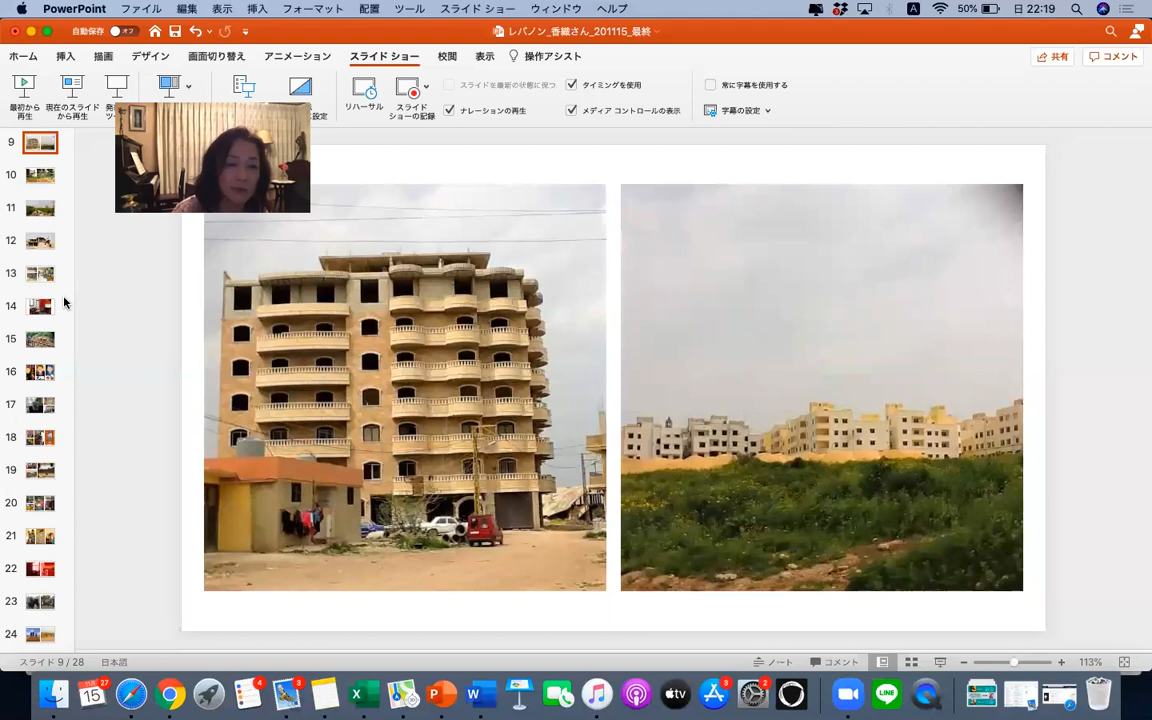 PowerPoint ファイル 編集 表示 挿入 フォーマット 配置 ツール スライド ショー ウィンドウ ヘルプ
A 50% 日 22:19
自動保存 オフ レバノン_香織さん_201115_最終
ホーム 挿入 描画 デザイン 画面切り替え アニメーション スライド ショー 校閲 表示 操作アシスト 共有 コメント
最初から
再生
現在のスライド
から再生
リハーサル
スライド
ショーの記録
スライドを最新の状態に保つ タイミングを使用 常に字幕を使用する
ナレーションの再生 メディア コントロールの表示 字幕の設定
9
10
11
12
13
14
15
16
17
18
19
20
21
22
23
24
スライド 9 / 28 日本語 ノート コメント 113%
11月 27
15
4
3
3
2
tv
LINE